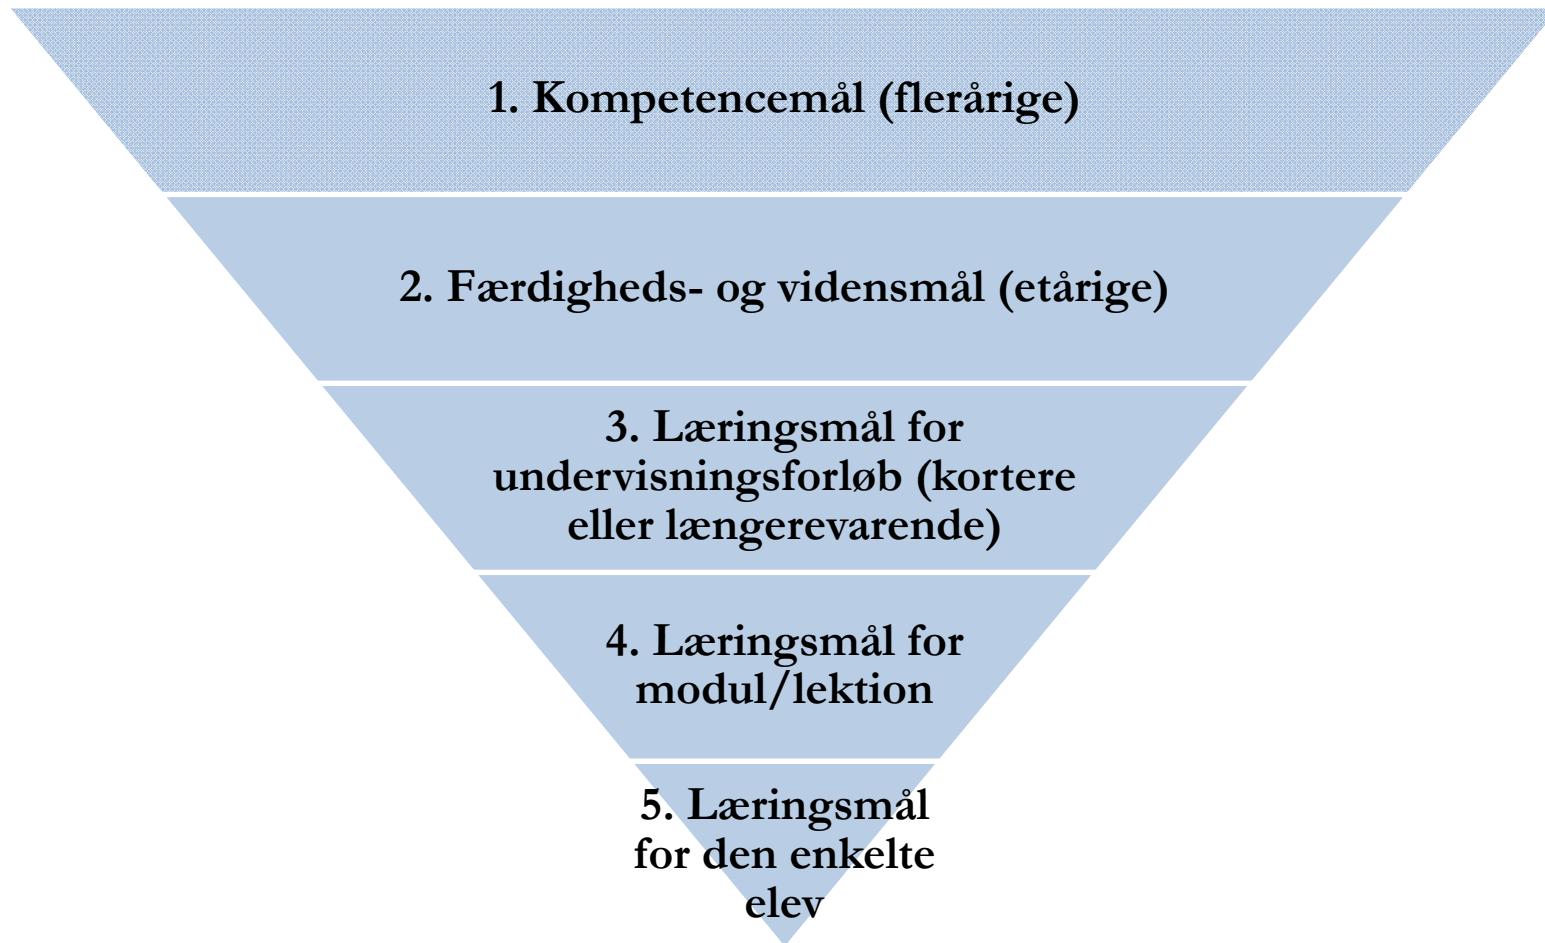 1. Kompetencemål (flerårige)
2. Færdigheds- og vidensmål (etårige)
3. Læringsmål for
undervisningsforløb (kortere
eller længerevarende)
4. Læringsmål for
modul/lektion
5. Læringsmål
for den enkelte
elev